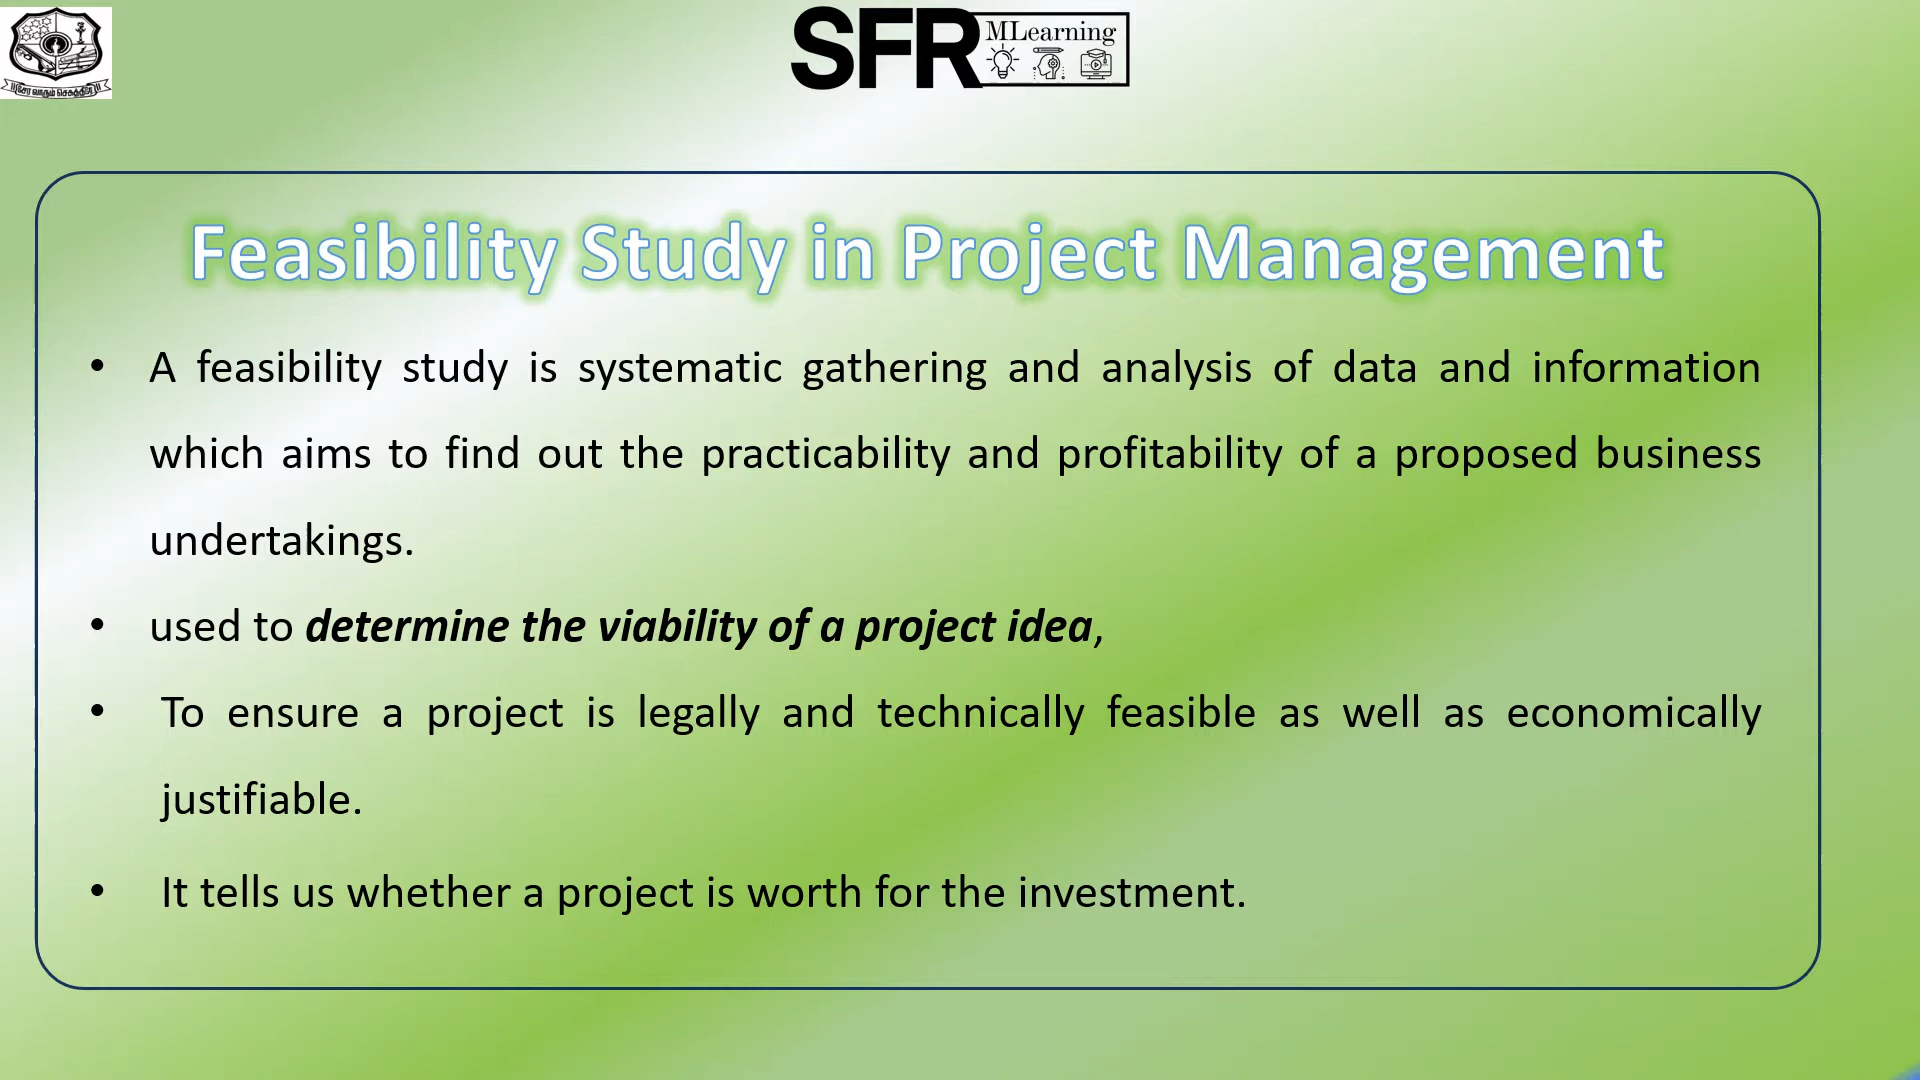 SFR MLearning
Feasibility Study in Project Management
• A feasibility study is systematic gathering and analysis of data and information
which aims to find out the practicability and profitability of a proposed business
undertakings.
• used to determine the viability of a project idea,
• To ensure a project is legally and technically feasible as well as economically
justifiable.
• It tells us whether a project is worth for the investment.